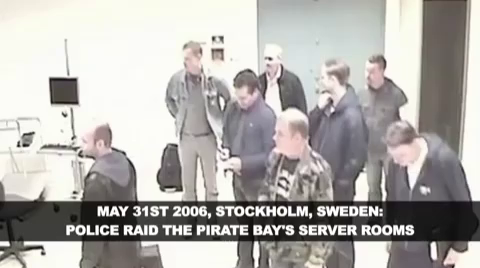 MAY 31ST 2006, STOCKHOLM, SWEDEN:
POLICE RAID THE PIRATE BAY'S SERVER ROOMS